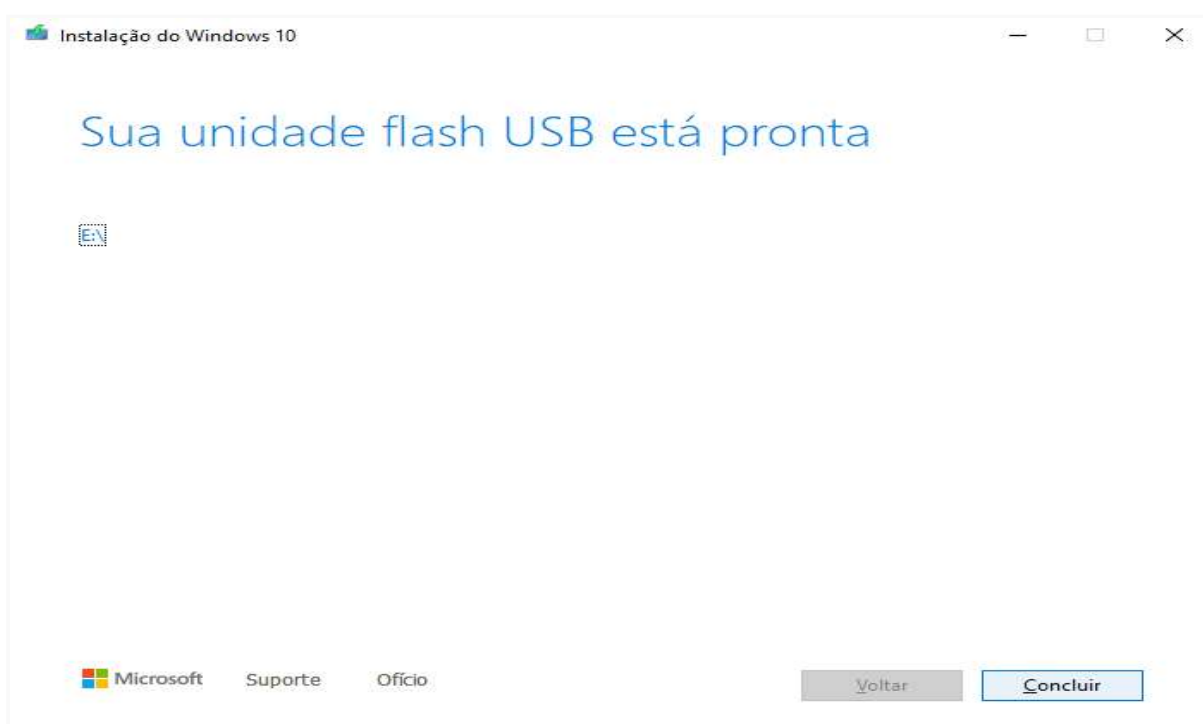 Instalação do Windows 10
Sua unidade flash USB está pronta
E:\
Microsoft Suporte Ofício Voltar Concluir